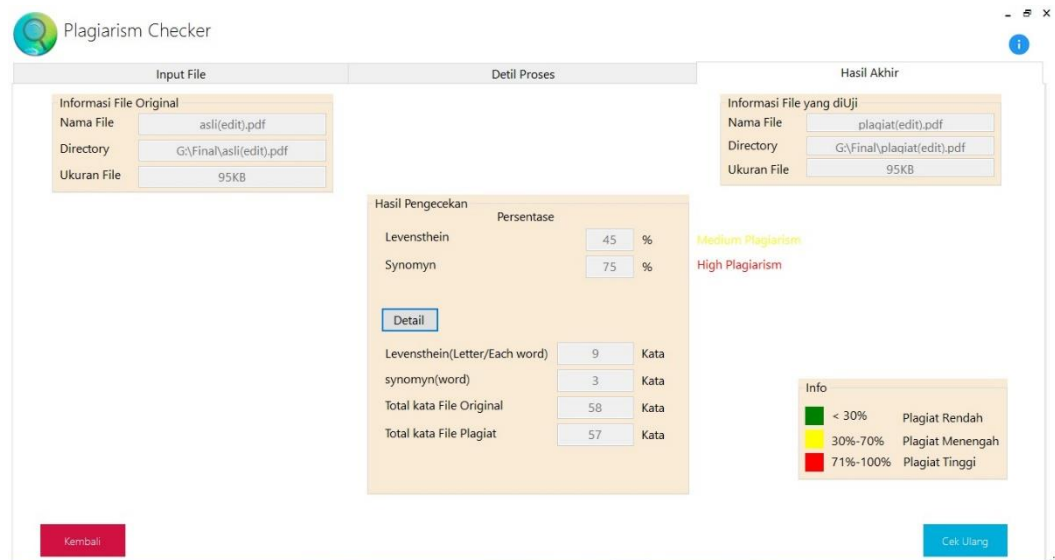 Plagiarism Checker
Input File
Detil Proses
Hasil Akhir
Informasi File Original
Nama File asli(edit).pdf
Directory G:\Final\asli(edit).pdf
Ukuran File 95KB
Informasi File yang diUji
Nama File plagiat(edit).pdf
Directory G:\Final\plagiat(edit).pdf
Ukuran File 95KB
Hasil Pengecekan
Persentase
Levensthein 45 % Medium Plagiarism
Synomyn 75 % High Plagiarism
Detail
Levensthein(Letter/Each word) 9 Kata
synomyn(word) 3 Kata
Total kata File Original 58 Kata
Total kata File Plagiat 57 Kata
Info
< 30% Plagiat Rendah
30%-70% Plagiat Menengah
71%-100% Plagiat Tinggi
Kembali
Cek Ulang